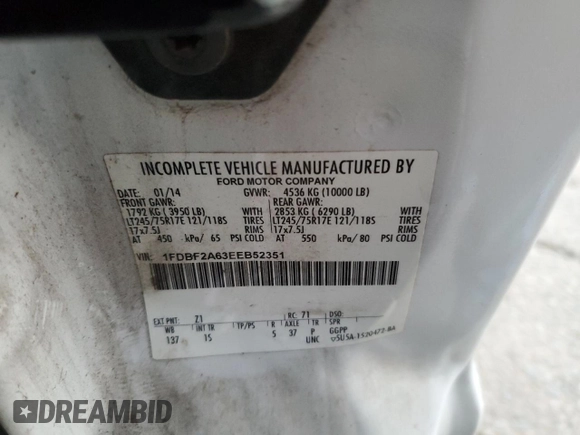 INCOMPLETE VEHICLE MANUFACTURED BY
FORD MOTOR COMPANY
DATE: 01/14 GVWR: 4536 KG (10000 LB)
FRONT GAWR: REAR GAWR:
1792 KG (3950 LB) WITH 2853 KG (6290 LB) WITH
LT245/75R17E 121/118S TIRES LT245/75R17E 121/118S TIRES
17x7.5J RIMS 17x7.5J RIMS
AT 450 kPa/ 65 PSI COLD AT 550 kPa/ 80 PSI COLD
VIN: 1FDBF2A63EEB52351
EXT PNT: Z1 RC: 71 DSO:
WB INT TR TP/PS R AXLE TR SPR
137 IS 5 37 P GGPP
UNC
DREAMBID